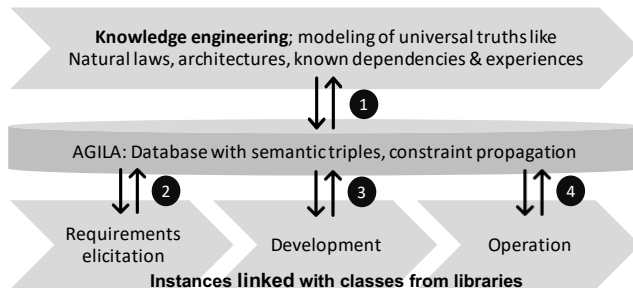 Knowledge engineering; modeling of universal truths like
Natural laws, architectures, known dependencies & experiences
1
AGILA: Database with semantic triples, constraint propagation
2
3
4
Requirements
elicitation
Development
Operation
Instances linked with classes from libraries